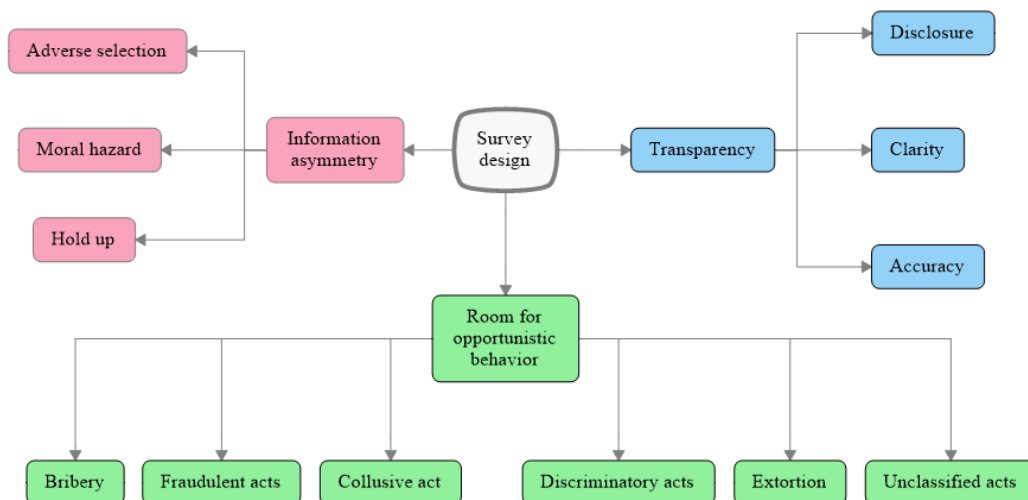 Adverse selection
Moral hazard
Hold up
Information
asymmetry
Survey
design
Transparency
Disclosure
Clarity
Accuracy
Room for
opportunistic
behavior
Bribery
Fraudulent acts
Collusive act
Discriminatory acts
Extortion
Unclassified acts